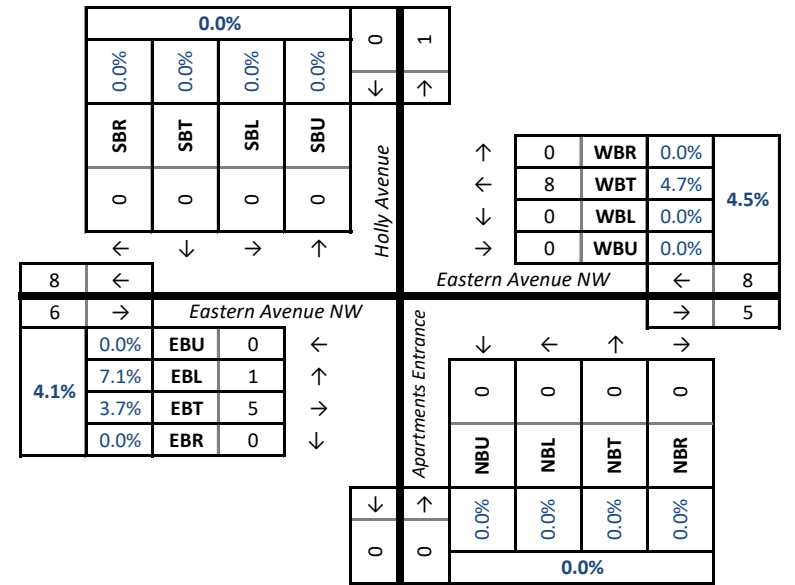 0.0%
0.0% 0.0% 0.0% 0.0%
SBR SBT SBL SBU
0 0 0 0
← ↓ → ↑
0 1
↓ ↑
Holly Avenue
↑ 0 WBR 0.0%
← 8 WBT 4.7%
↓ 0 WBL 0.0%
→ 0 WBU 0.0%
4.5%
8 ←
Eastern Avenue NW
← 8
6 →
Eastern Avenue NW
→ 5
4.1%
0.0% EBU 0 ←
7.1% EBL 1 ↑
3.7% EBT 5 →
0.0% EBR 0 ↓
Apartments Entrance
↓ ← ↑ →
0 0 0 0
NBU NBL NBT NBR
0.0% 0.0% 0.0% 0.0%
0.0%
↓ ↑
0 0